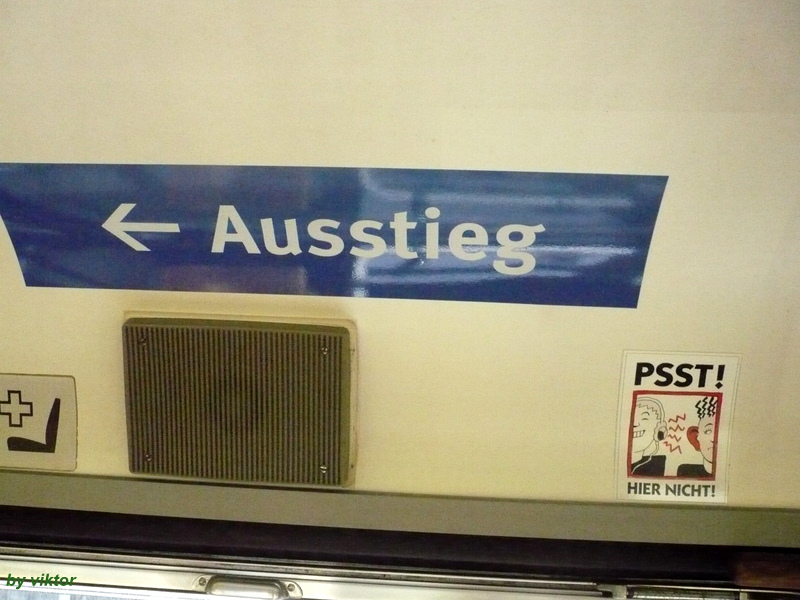 ← Ausstieg
PSST!
HIER NICHT!
by viktor